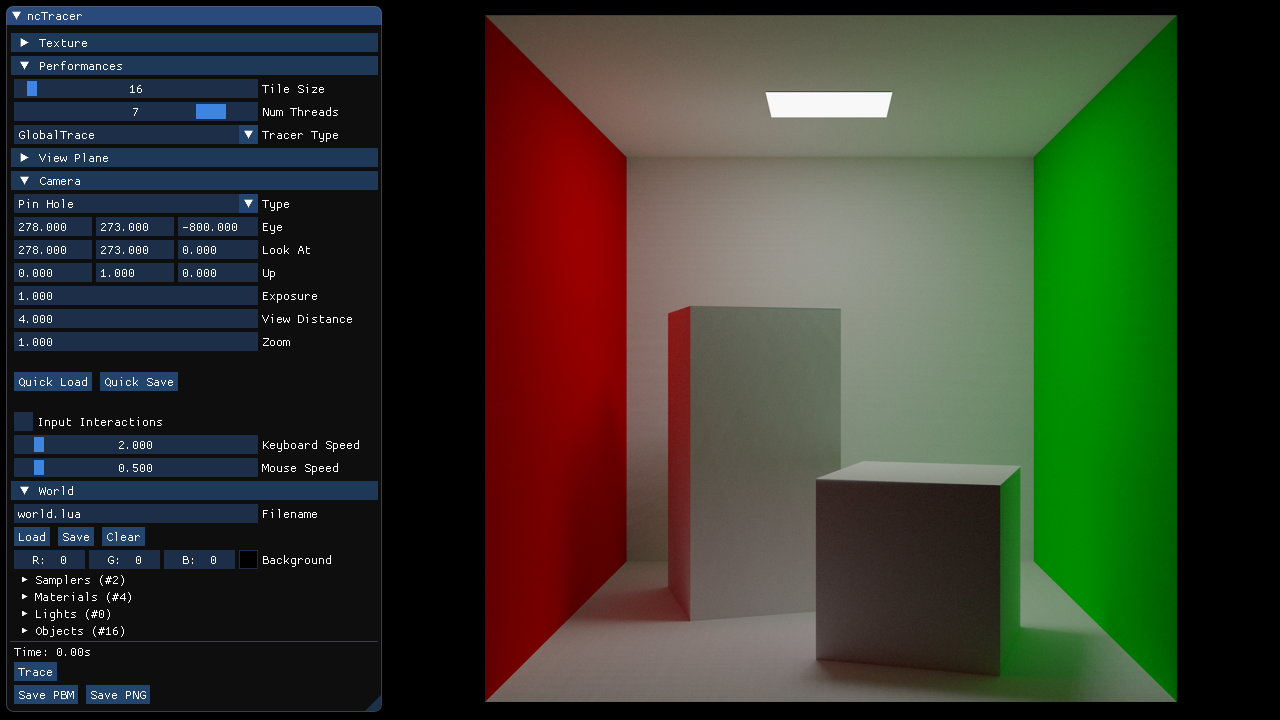 ncTracer
Texture
Performances
16 Tile Size
7 Num Threads
GlobalTrace Tracer Type
View Plane
Camera
Pin Hole Type
278.000 273.000 -800.000 Eye
278.000 273.000 0.000 Look At
0.000 1.000 0.000 Up
1.000 Exposure
4.000 View Distance
1.000 Zoom
Quick Load Quick Save
Input Interactions
2.000 Keyboard Speed
0.500 Mouse Speed
World
world.lua Filename
Load Save Clear
R: 0 G: 0 B: 0 Background
Samplers (#2)
Materials (#4)
Lights (#0)
Objects (#16)
Time: 0.00s
Trace
Save PBM Save PNG